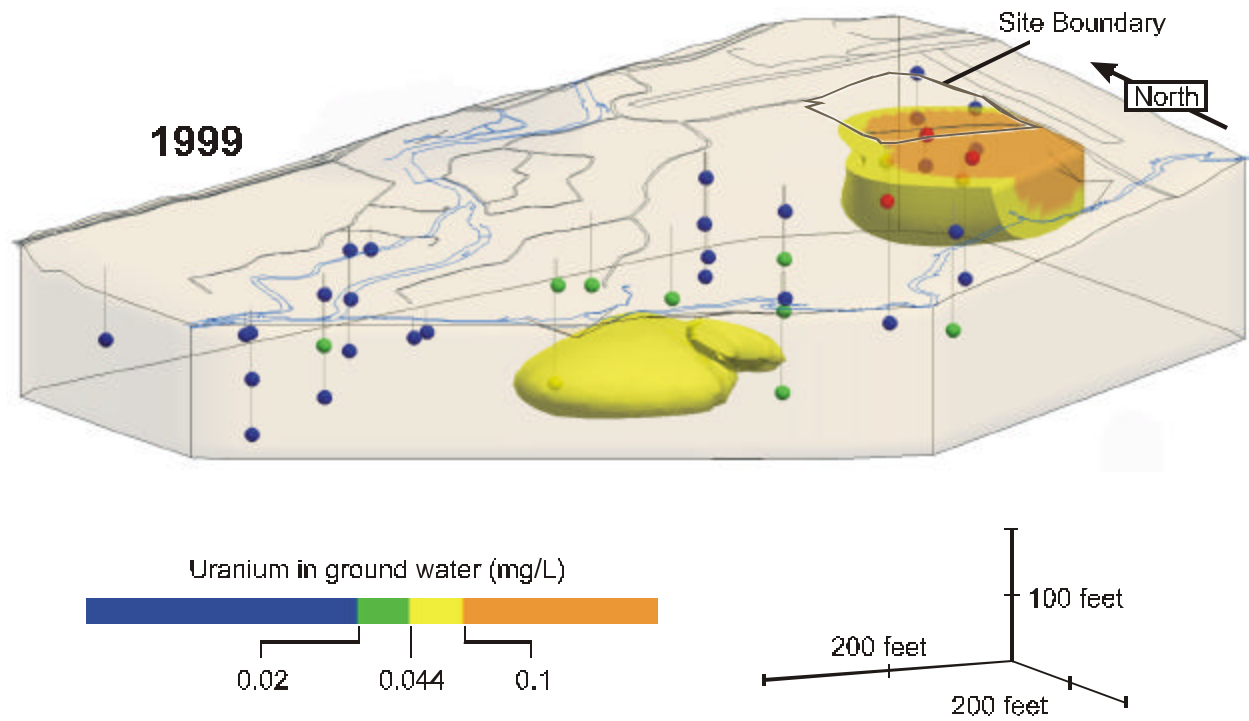 Site Boundary
North
1999
Uranium in ground water (mg/L)
0.02
0.044
0.1
100 feet
200 feet
200 feet